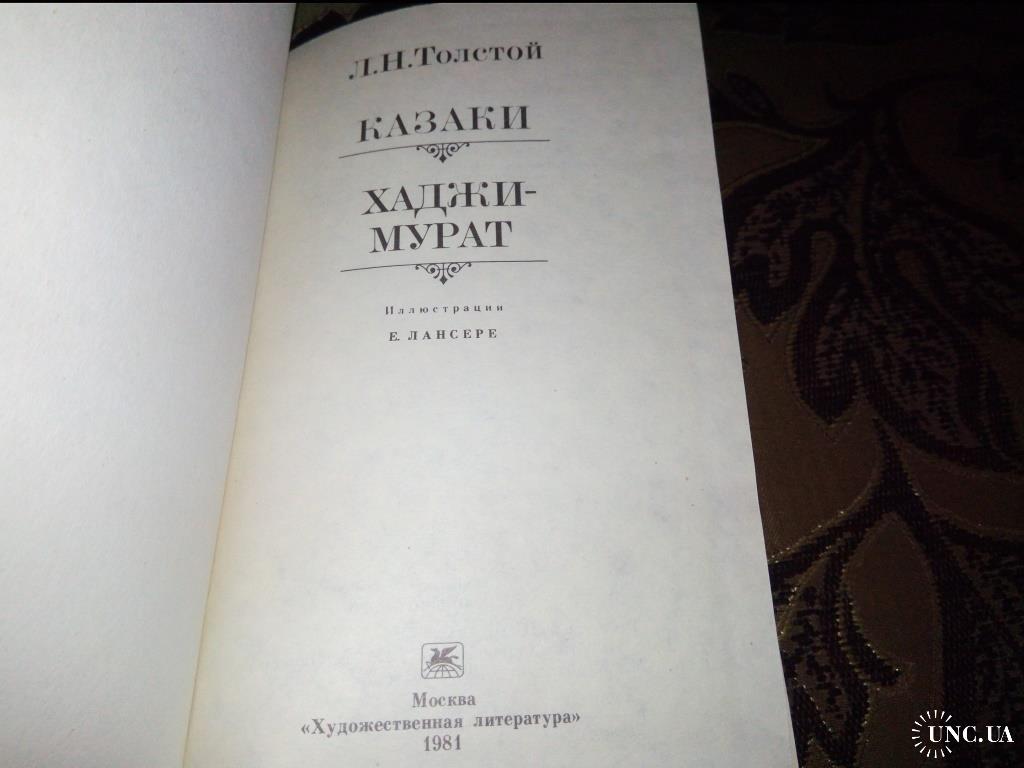 Л.Н.Толстой
КАЗАКИ
ХАДЖИ-
МУРАТ
Иллюстрации
Е. ЛАНСЕРЕ
Москва
«Художественная литература»
1981
UNC.UA